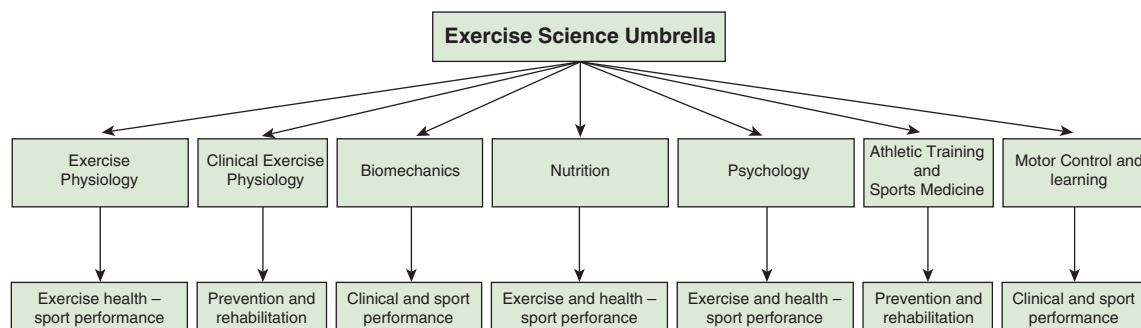 Exercise Science Umbrella
Exercise
Physiology
Clinical Exercise
Physiology
Biomechanics
Nutrition
Psychology
Athletic Training
and
Sports Medicine
Motor Control and
learning
Exercise health –
sport performance
Prevention and
rehabilitation
Clinical and sport
performance
Exercise and health –
sport perforance
Exercise and health –
sport perforance
Prevention and
rehabilitation
Clinical and sport
performance